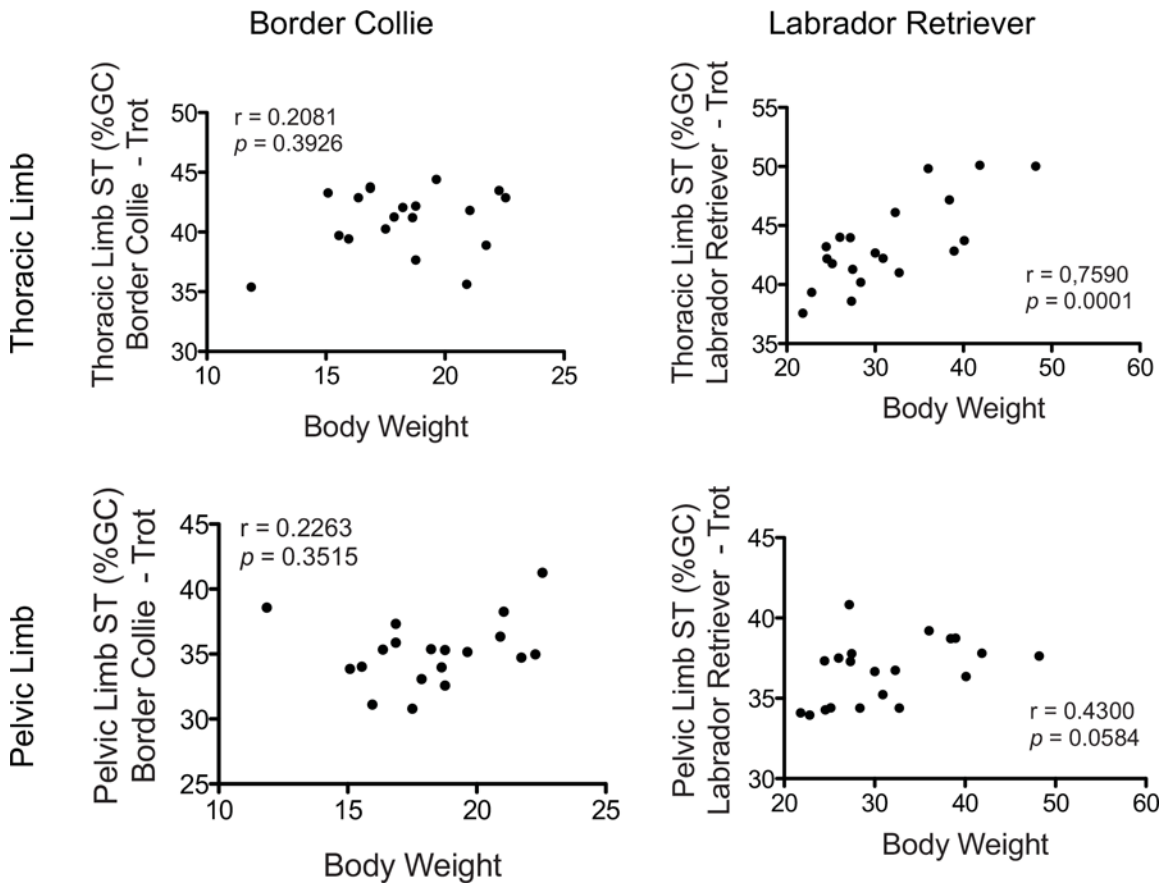 Border Collie
Labrador Retriever
Thoracic Limb
Thoracic Limb ST (%GC)
Border Collie - Trot
50
45
40
35
30
r = 0.2081
p = 0.3926
10
15
20
25
Body Weight
Thoracic Limb ST (%GC)
Labrador Retriever - Trot
55
50
45
40
35
r = 0,7590
p = 0.0001
20
30
40
50
60
Body Weight
Pelvic Limb
Pelvic Limb ST (%GC)
Border Collie - Trot
45
40
35
30
25
r = 0.2263
p = 0.3515
10
15
20
25
Body Weight
Pelvic Limb ST (%GC)
Labrador Retriever - Trot
45
40
35
30
r = 0.4300
p = 0.0584
20
30
40
50
60
Body Weight